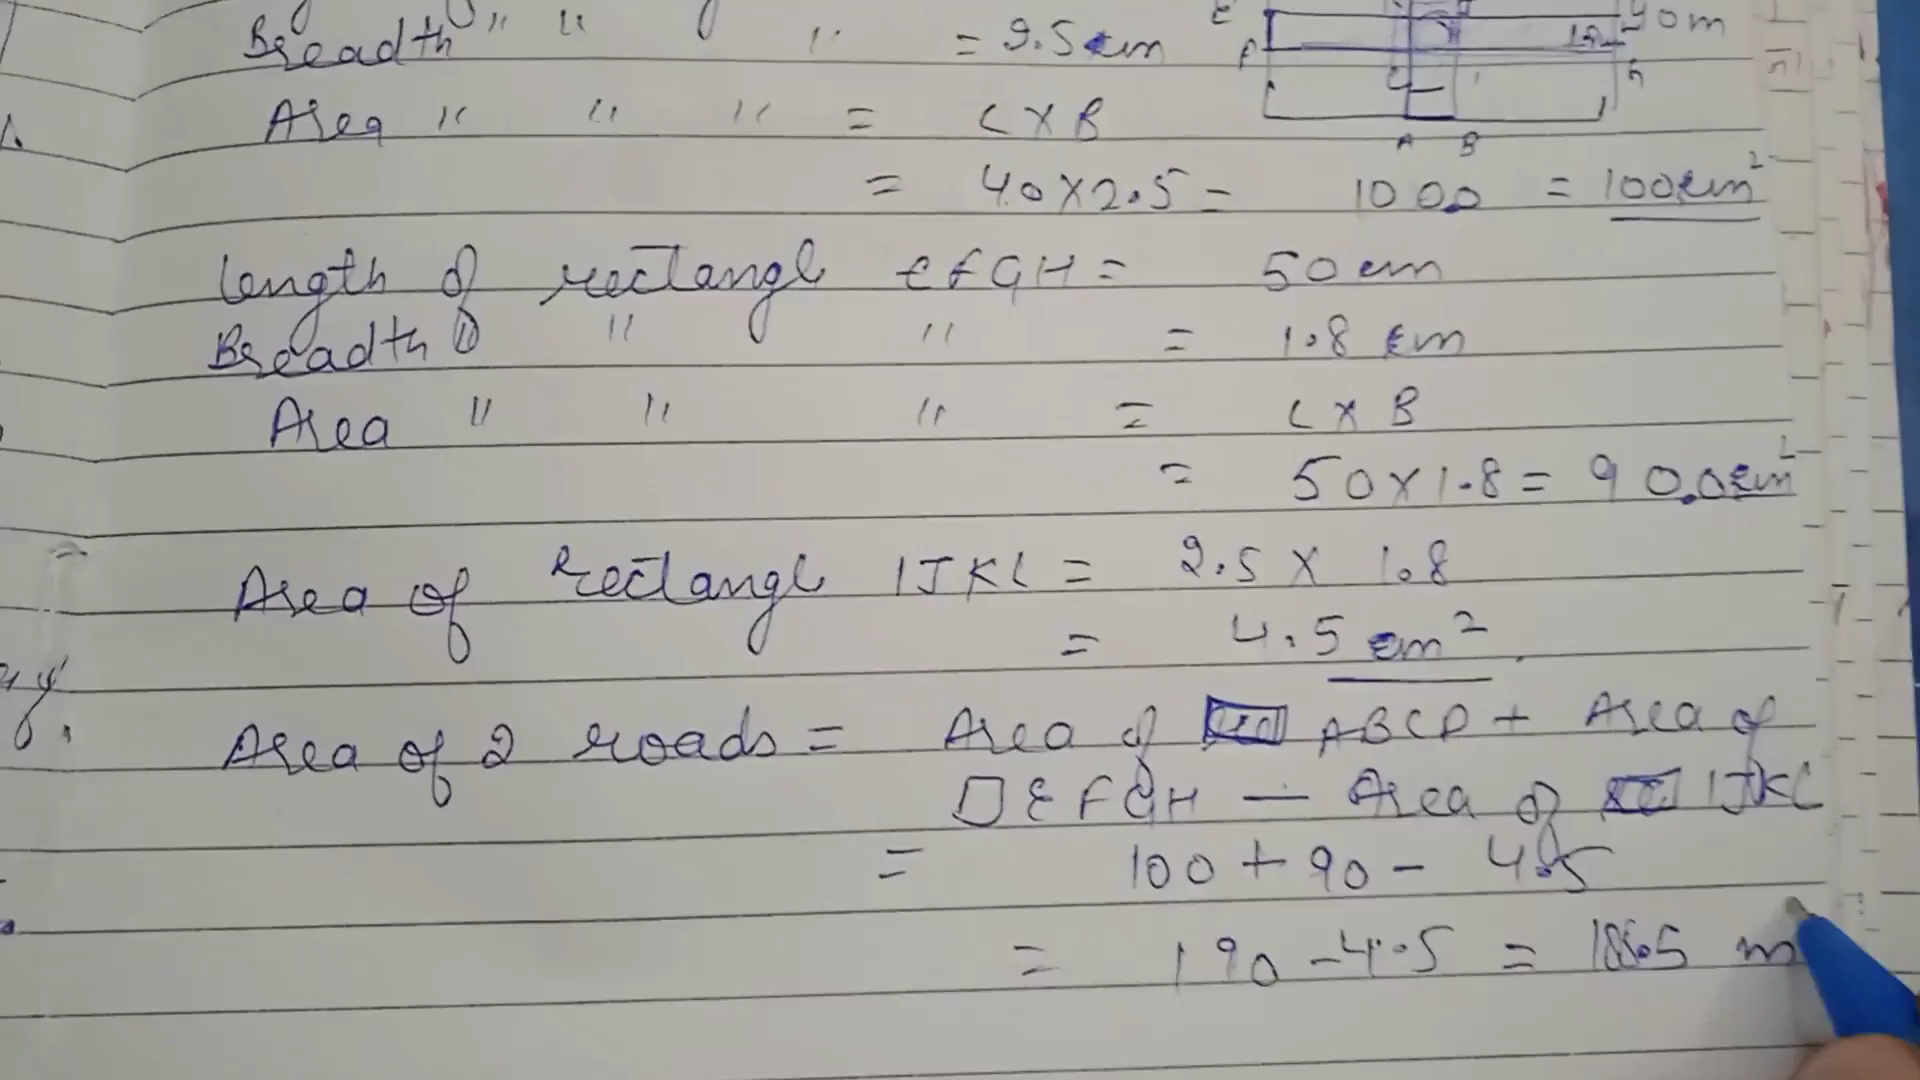 Breadth " " " = 2.5 cm
Area " " " = L X B
= 40 X 2.5 = 100.0 = 100 cm²
Length of rectangl EFGH = 50 cm
Breadth " " " = 1.8 cm
Area " " " = L X B
= 50 X 1.8 = 90.0 cm²
Area of rectangl IJKL = 2.5 X 1.8
= 4.5 cm²
Area of 2 roads = Area of ABCD + Area of
▭ EFGH — Area of IJKL
= 100 + 90 - 4.5
= 190 - 4.5 = 185.5 m
E
40m
F
G
A B